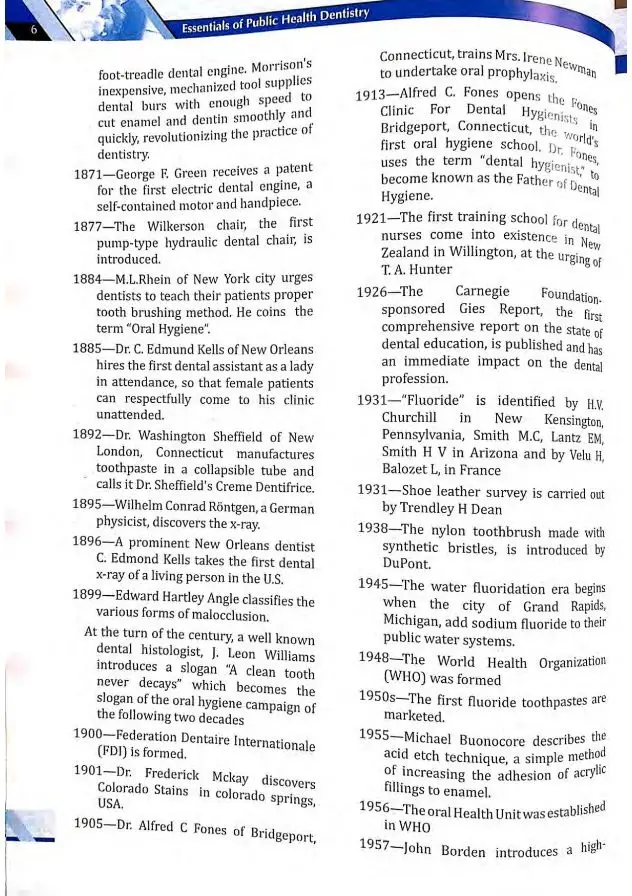 6
Essentials of Public Health Dentistry
foot-treadle dental engine. Morrison's
inexpensive, mechanized tool supplies
dental burs with enough speed to
cut enamel and dentin smoothly and
quickly, revolutionizing the practice of
dentistry.
1871—George F. Green receives a patent
for the first electric dental engine, a
self-contained motor and handpiece.
1877—The Wilkerson chair, the first
pump-type hydraulic dental chair, is
introduced.
1884—M.L.Rhein of New York city urges
dentists to teach their patients proper
tooth brushing method. He coins the
term "Oral Hygiene".
1885—Dr. C. Edmund Kells of New Orleans
hires the first dental assistant as a lady
in attendance, so that female patients
can respectfully come to his clinic
unattended.
1892—Dr. Washington Sheffield of New
London, Connecticut manufactures
toothpaste in a collapsible tube and
calls it Dr. Sheffield's Creme Dentifrice.
1895—Wilhelm Conrad Röntgen, a German
physicist, discovers the x-ray.
1896—A prominent New Orleans dentist
C. Edmond Kells takes the first dental
x-ray of a living person in the U.S.
1899—Edward Hartley Angle classifies the
various forms of malocclusion.
At the turn of the century, a well known
dental histologist, J. Leon Williams
introduces a slogan "A clean tooth
never decays" which becomes the
slogan of the oral hygiene campaign of
the following two decades
1900—Federation Dentaire Internationale
(FDI) is formed.
1901—Dr. Frederick Mckay discovers
Colorado Stains in colorado springs,
USA.
1905—Dr. Alfred C Fones of Bridgeport,
Connecticut, trains Mrs. Irene Newman
to undertake oral prophylaxis.
1913—Alfred C. Fones opens the Fones
Clinic For Dental Hygienists in
Bridgeport, Connecticut, the world's
first oral hygiene school. Dr. Fones,
uses the term "dental hygienist," to
become known as the Father of Dental
Hygiene.
1921—The first training school for dental
nurses come into existence in New
Zealand in Willington, at the urging of
T. A. Hunter
1926—The Carnegie Foundation-
sponsored Gies Report, the first
comprehensive report on the state of
dental education, is published and has
an immediate impact on the dental
profession.
1931—"Fluoride" is identified by H.V.
Churchill in New Kensington,
Pennsylvania, Smith M.C, Lantz EM,
Smith H V in Arizona and by Velu H,
Balozet L, in France
1931—Shoe leather survey is carried out
by Trendley H Dean
1938—The nylon toothbrush made with
synthetic bristles, is introduced by
DuPont.
1945—The water fluoridation era begins
when the city of Grand Rapids,
Michigan, add sodium fluoride to their
public water systems.
1948—The World Health Organization
(WHO) was formed
1950s—The first fluoride toothpastes are
marketed.
1955—Michael Buonocore describes the
acid etch technique, a simple method
of increasing the adhesion of acrylic
fillings to enamel.
1956—The oral Health Unit was established
in WHO
1957—John Borden introduces a high-